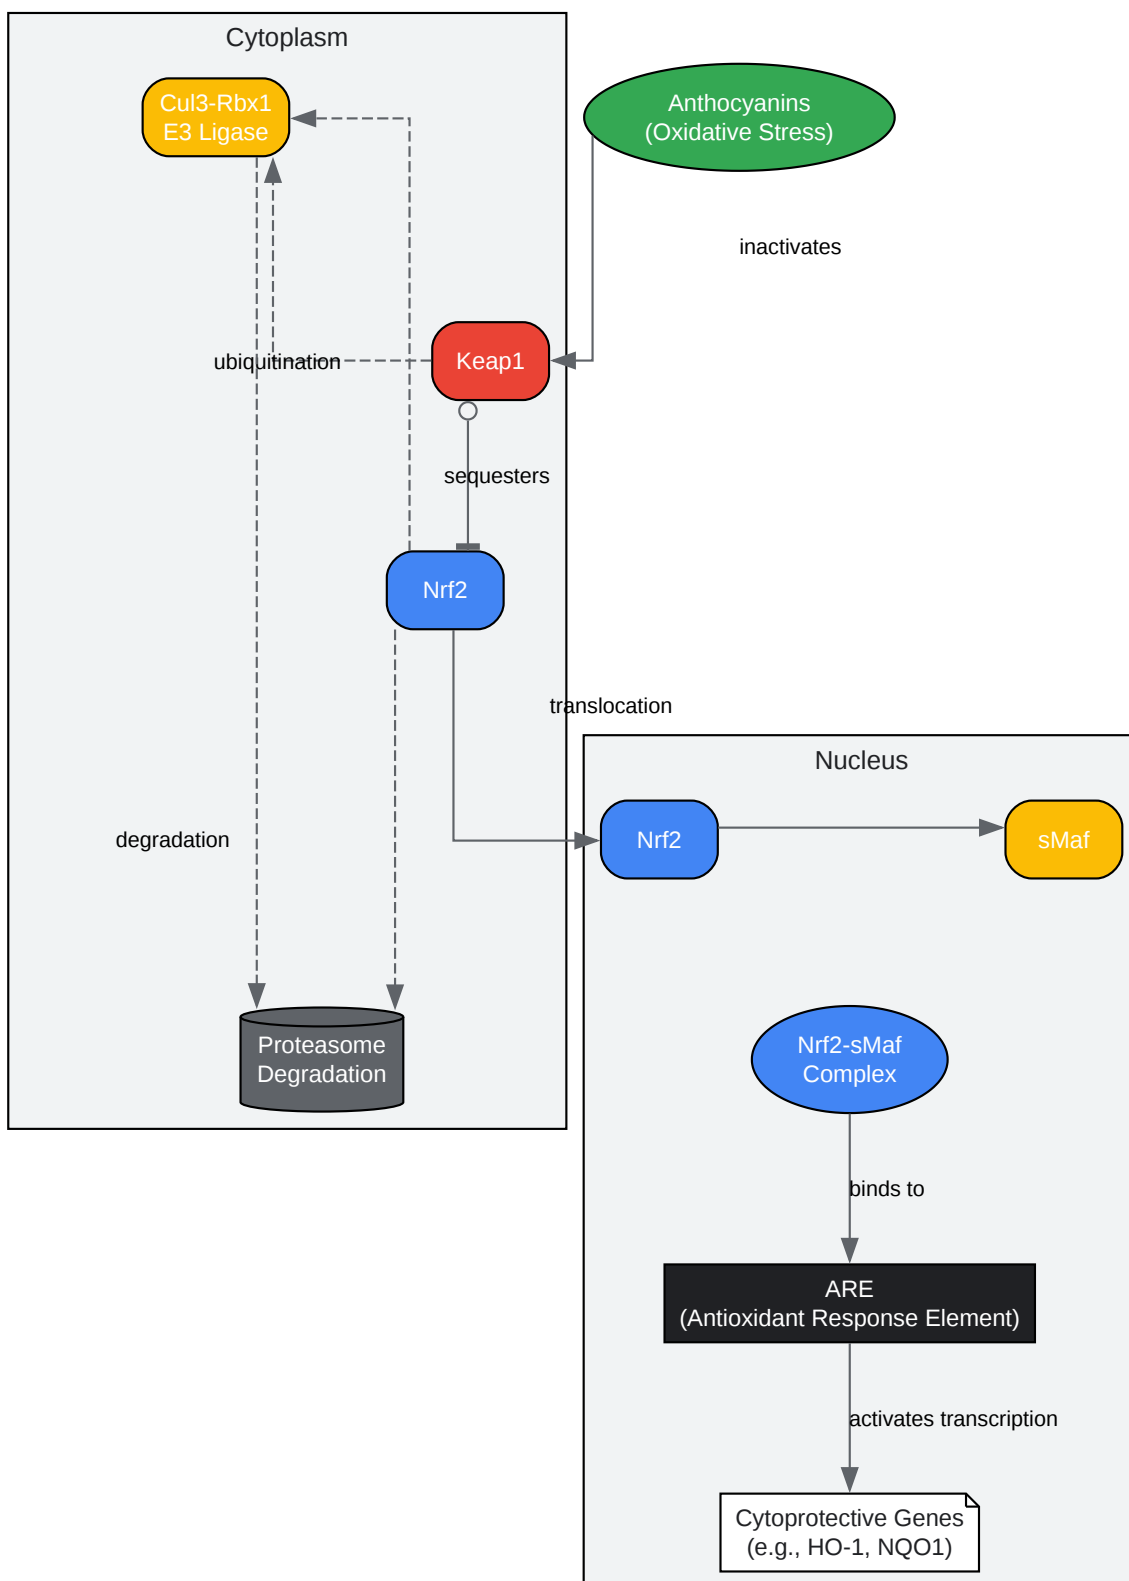 Cytoplasm
Cul3-Rbx1
E3 Ligase
Anthocyanins
(Oxidative Stress)
inactivates
Keap1
ubiquitination
sequesters
Nrf2
translocation
Nucleus
Nrf2
sMaf
degradation
Proteasome
Degradation
Nrf2-sMaf
Complex
binds to
ARE
(Antioxidant Response Element)
activates transcription
Cytoprotective Genes
(e.g., HO-1, NQO1)